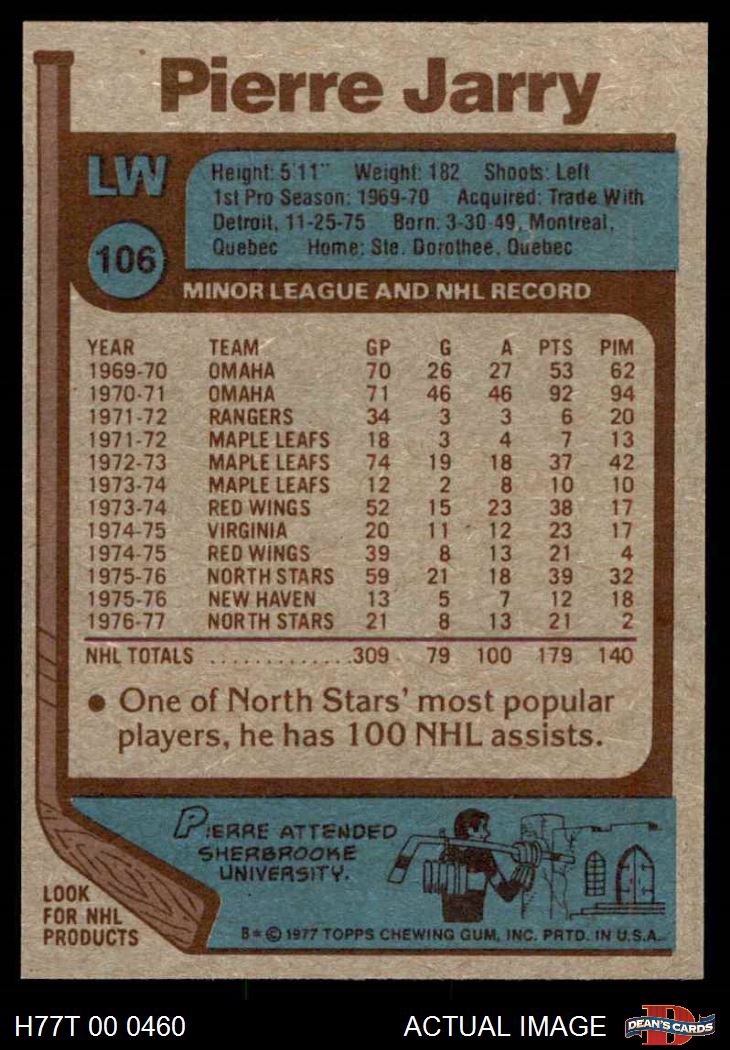 Pierre Jarry
LW
106
Height: 5'11" Weight: 182 Shoots: Left
1st Pro Season: 1969-70 Acquired: Trade With
Detroit, 11-25-75 Born: 3-30-49, Montreal,
Quebec Home: Ste. Dorothee, Quebec
MINOR LEAGUE AND NHL RECORD
YEAR TEAM GP G A PTS PIM
1969-70 OMAHA 70 26 27 53 62
1970-71 OMAHA 71 46 46 92 94
1971-72 RANGERS 34 3 3 6 20
1971-72 MAPLE LEAFS 18 3 4 7 13
1972-73 MAPLE LEAFS 74 19 18 37 42
1973-74 MAPLE LEAFS 12 2 8 10 10
1973-74 RED WINGS 52 15 23 38 17
1974-75 VIRGINIA 20 11 12 23 17
1974-75 RED WINGS 39 8 13 21 4
1975-76 NORTH STARS 59 21 18 39 32
1975-76 NEW HAVEN 13 5 7 12 18
1976-77 NORTH STARS 21 8 13 21 2
NHL TOTALS .............309 79 100 179 140
• One of North Stars' most popular
players, he has 100 NHL assists.
PIERRE ATTENDED
SHERBROOKE
UNIVERSITY.
LOOK
FOR NHL
PRODUCTS
B* © 1977 TOPPS CHEWING GUM, INC. PRTD. IN U.S.A.
H77T 00 0460
ACTUAL IMAGE
D
DEAN'S CARDS